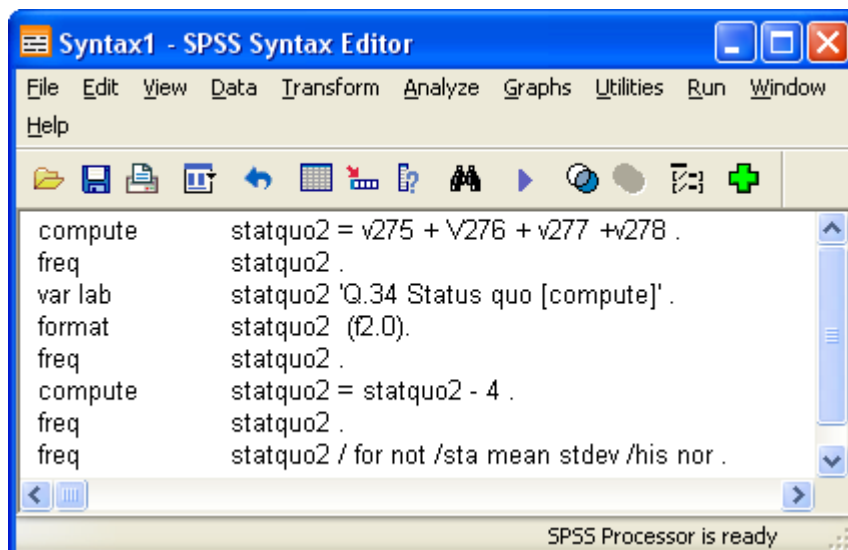 Syntax1 - SPSS Syntax Editor
File Edit View Data Transform Analyze Graphs Utilities Run Window
Help
compute statquo2 = v275 + V276 + v277 +v278 .
freq statquo2 .
var lab statquo2 'Q.34 Status quo [compute]' .
format statquo2 (f2.0).
freq statquo2 .
compute statquo2 = statquo2 - 4 .
freq statquo2 .
freq statquo2 / for not /sta mean stdev /his nor .
SPSS Processor is ready